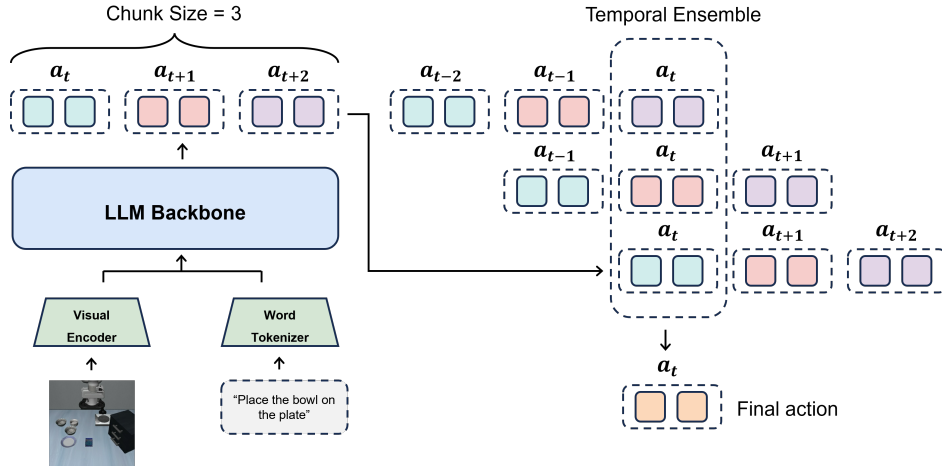 Chunk Size = 3
Temporal Ensemble
a_t a_{t+1} a_{t+2} a_{t-2} a_{t-1} a_t
a_{t-1} a_t a_{t+1}
LLM Backbone
a_t a_{t+1} a_{t+2}
Visual
Encoder
Word
Tokenizer
a_t
“Place the bowl on
the plate”
Final action